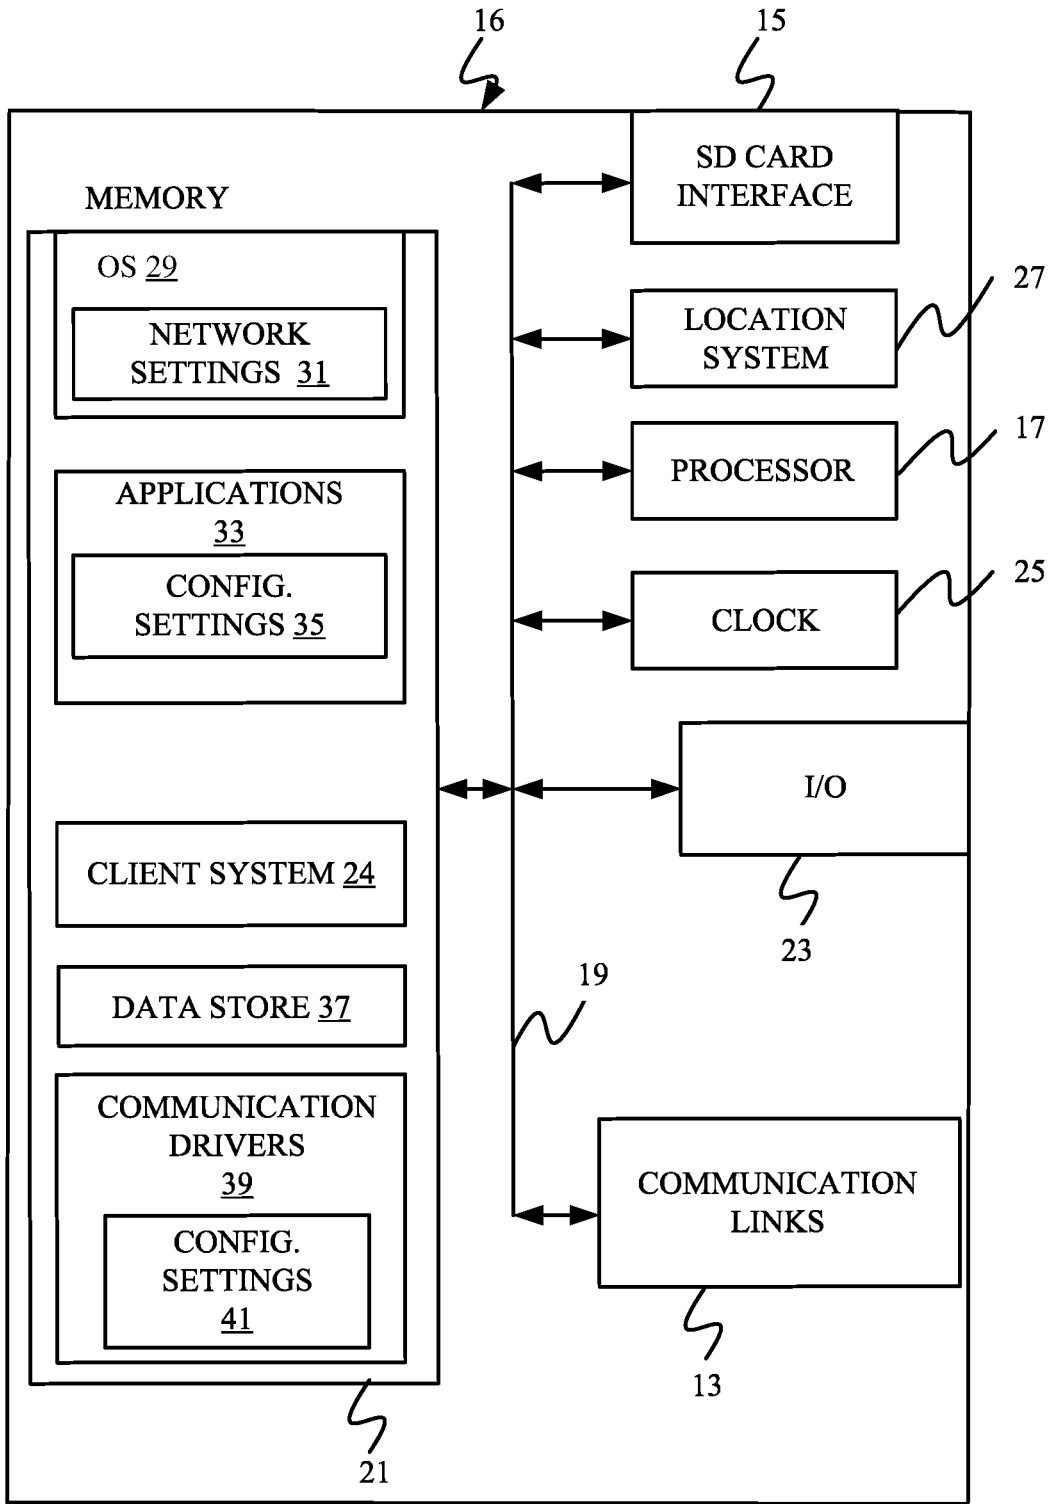 16
15
SD CARD
INTERFACE
MEMORY
OS 29
NETWORK
SETTINGS 31
27
LOCATION
SYSTEM
17
PROCESSOR
APPLICATIONS
33
CONFIG.
SETTINGS 35
25
CLOCK
I/O
CLIENT SYSTEM 24
23
19
DATA STORE 37
COMMUNICATION
DRIVERS
39
CONFIG.
SETTINGS
41
COMMUNICATION
LINKS
13
21